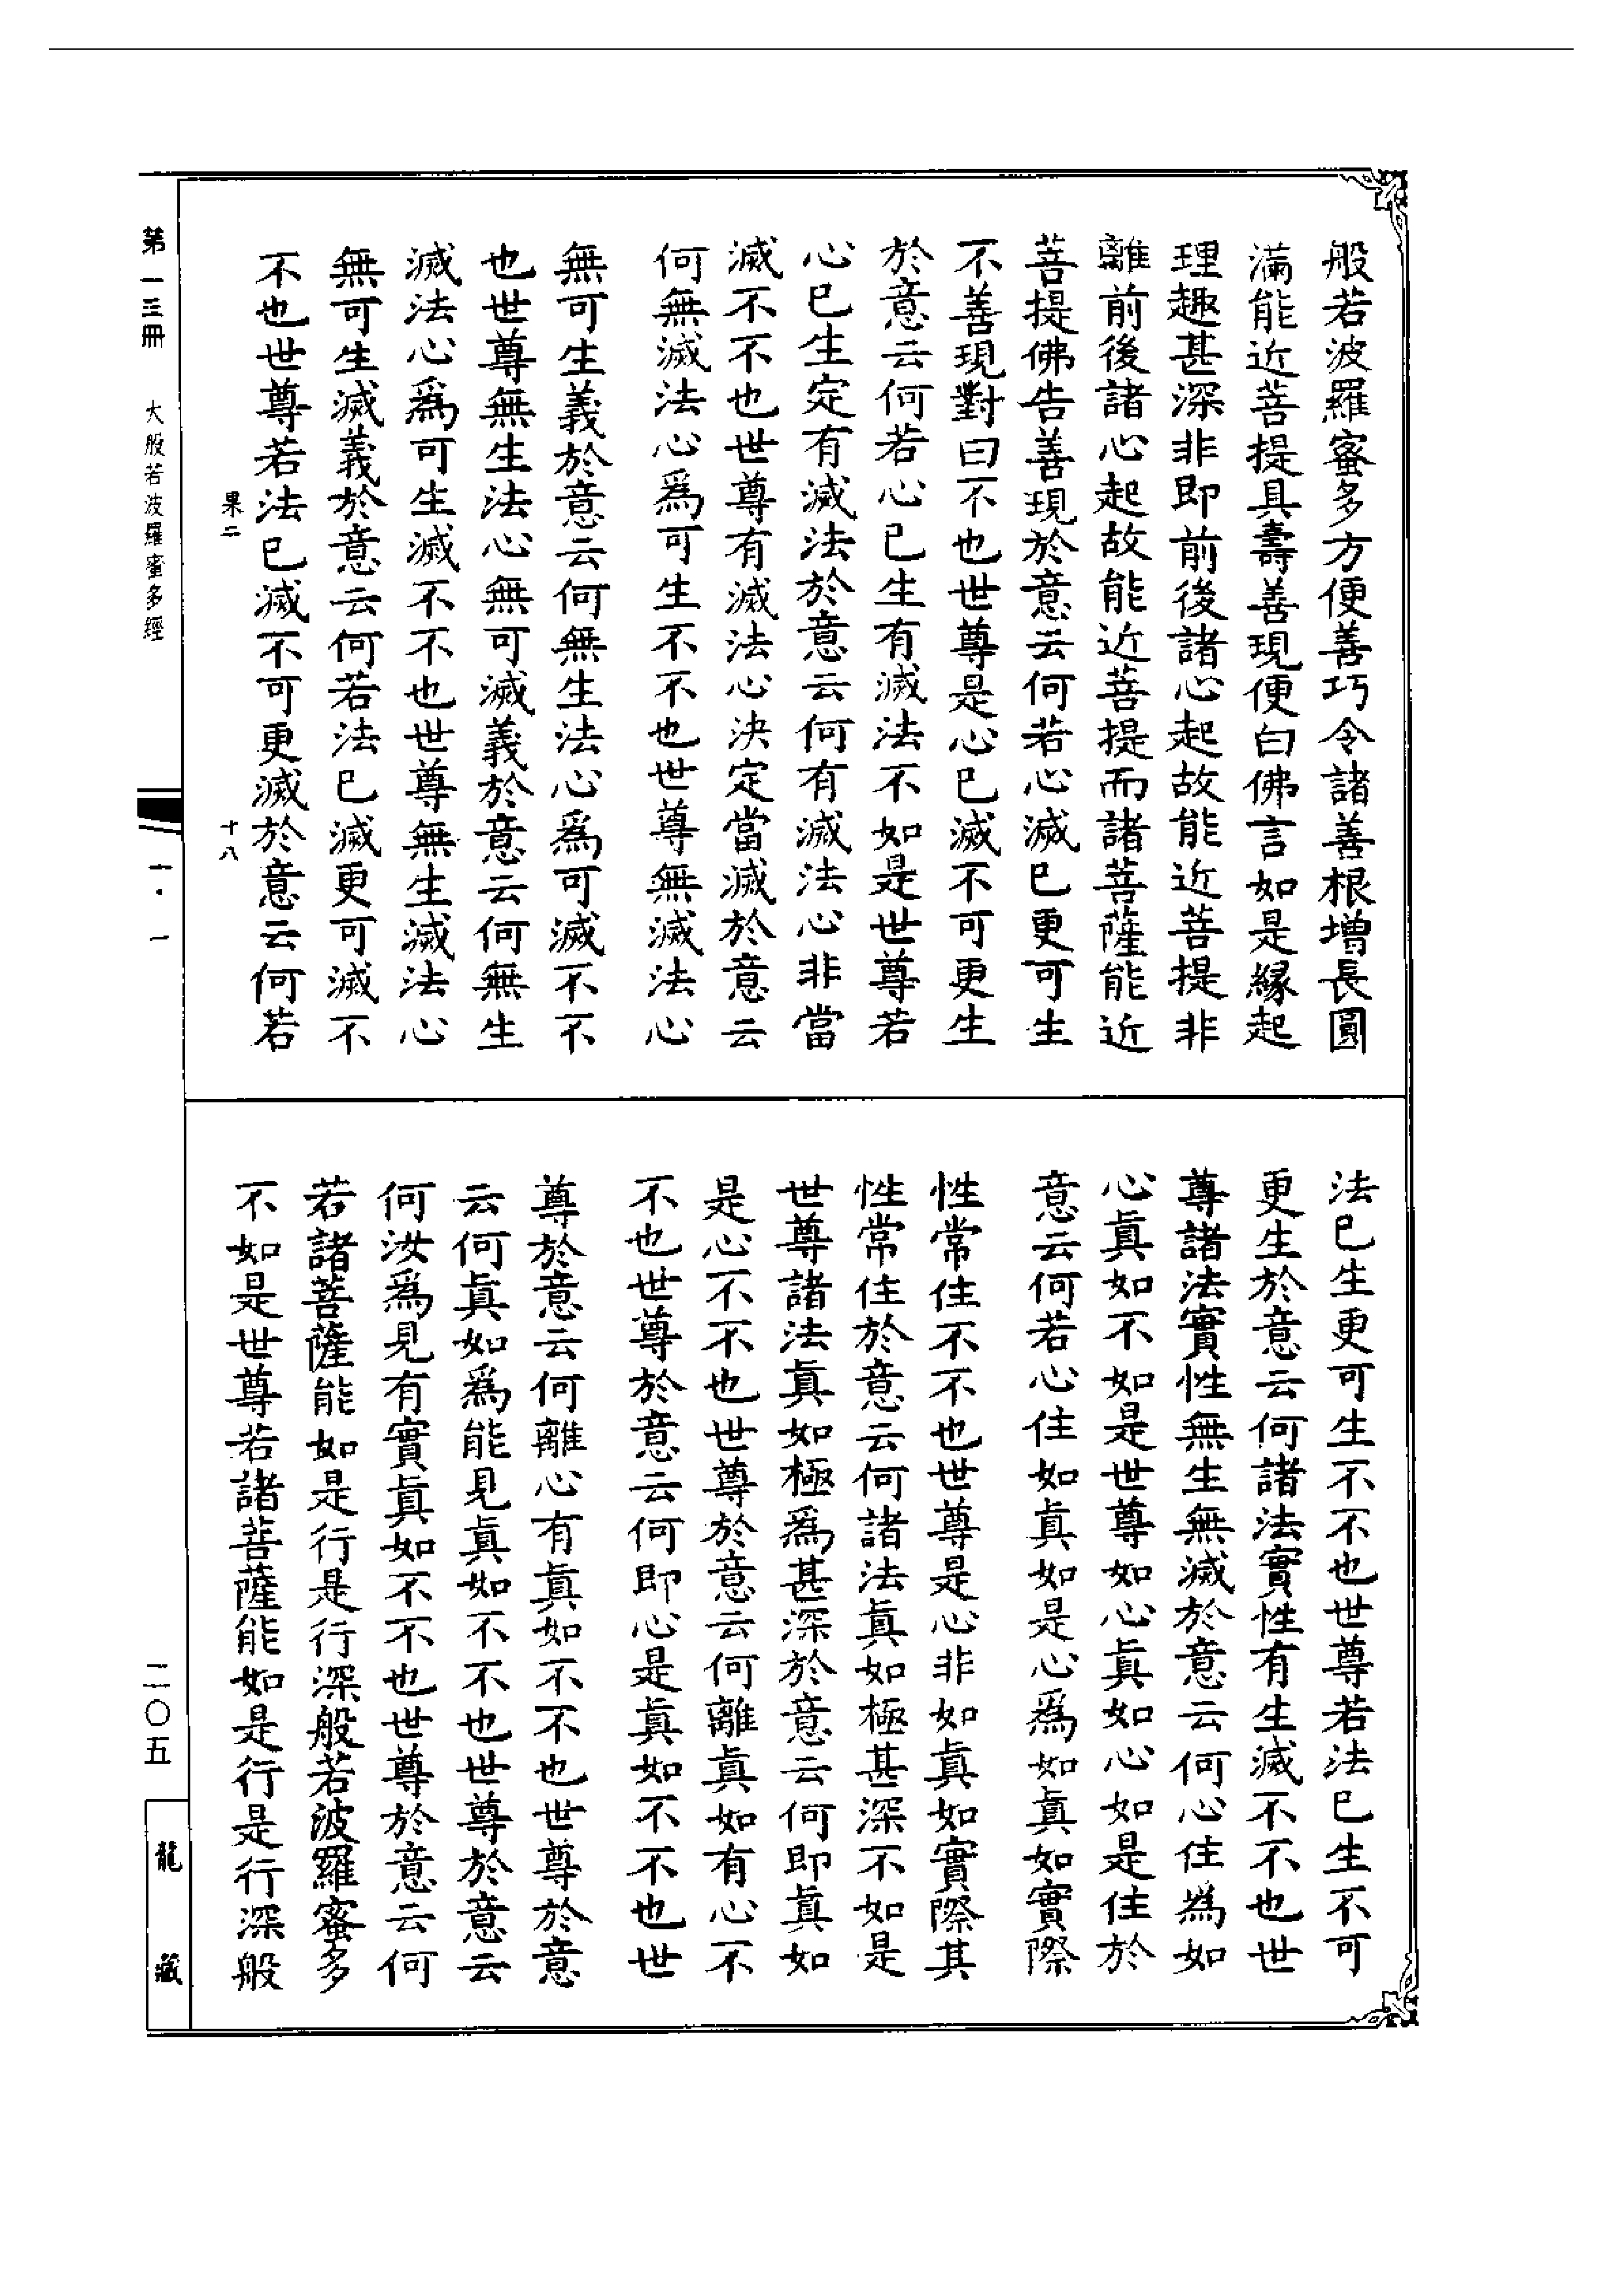 般若波羅蜜多方便善巧令諸善根增長圓
滿能近菩提具壽善現便白佛言如是緣起
理趣甚深非即前後諸心起故能近菩提非
離前後諸心起故能近菩提而諸菩薩能近
菩提佛告善現於意云何若心滅已更可生
不善現對曰不也世尊是心已滅不可更生
於意云何若心已生有滅法不如是世尊若
心已生定有滅法於意云何有滅法心非當
滅不不也世尊有滅法心決定當滅於意云
何無滅法心爲可生不不也世尊無滅法心
無可生義於意云何無生法心爲可滅不不
也世尊無生法心無可滅義於意云何無生
滅法心爲可生滅不不也世尊無生滅法心
無可生滅義於意云何若法已滅更可滅不
不也世尊若法已滅不可更滅於意云何若
果二 十八
法已生更可生不不也世尊若法已生不可
更生於意云何諸法實性有生滅不不也世
尊諸法實性無生無滅於意云何心住爲如
心眞如不如是世尊如心眞如心如是住於
意云何若心住如眞如是心爲如眞如實際
性常住不不也世尊是心非如眞如實際其
性常住於意云何諸法眞如極甚深不如是
世尊諸法眞如極爲甚深於意云何即眞如
是心不不也世尊於意云何離眞如有心不
不也世尊於意云何即心是眞如不不也世
尊於意云何離心有眞如不不也世尊於意
云何眞如爲能見眞如不不也世尊於意云
何汝爲見有實眞如不不也世尊於意云何
若諸菩薩能如是行是行深般若波羅蜜多
不如是世尊若諸菩薩能如是行是行深般
第一三冊 大般若波羅蜜多經 一·一 二〇五
龍藏